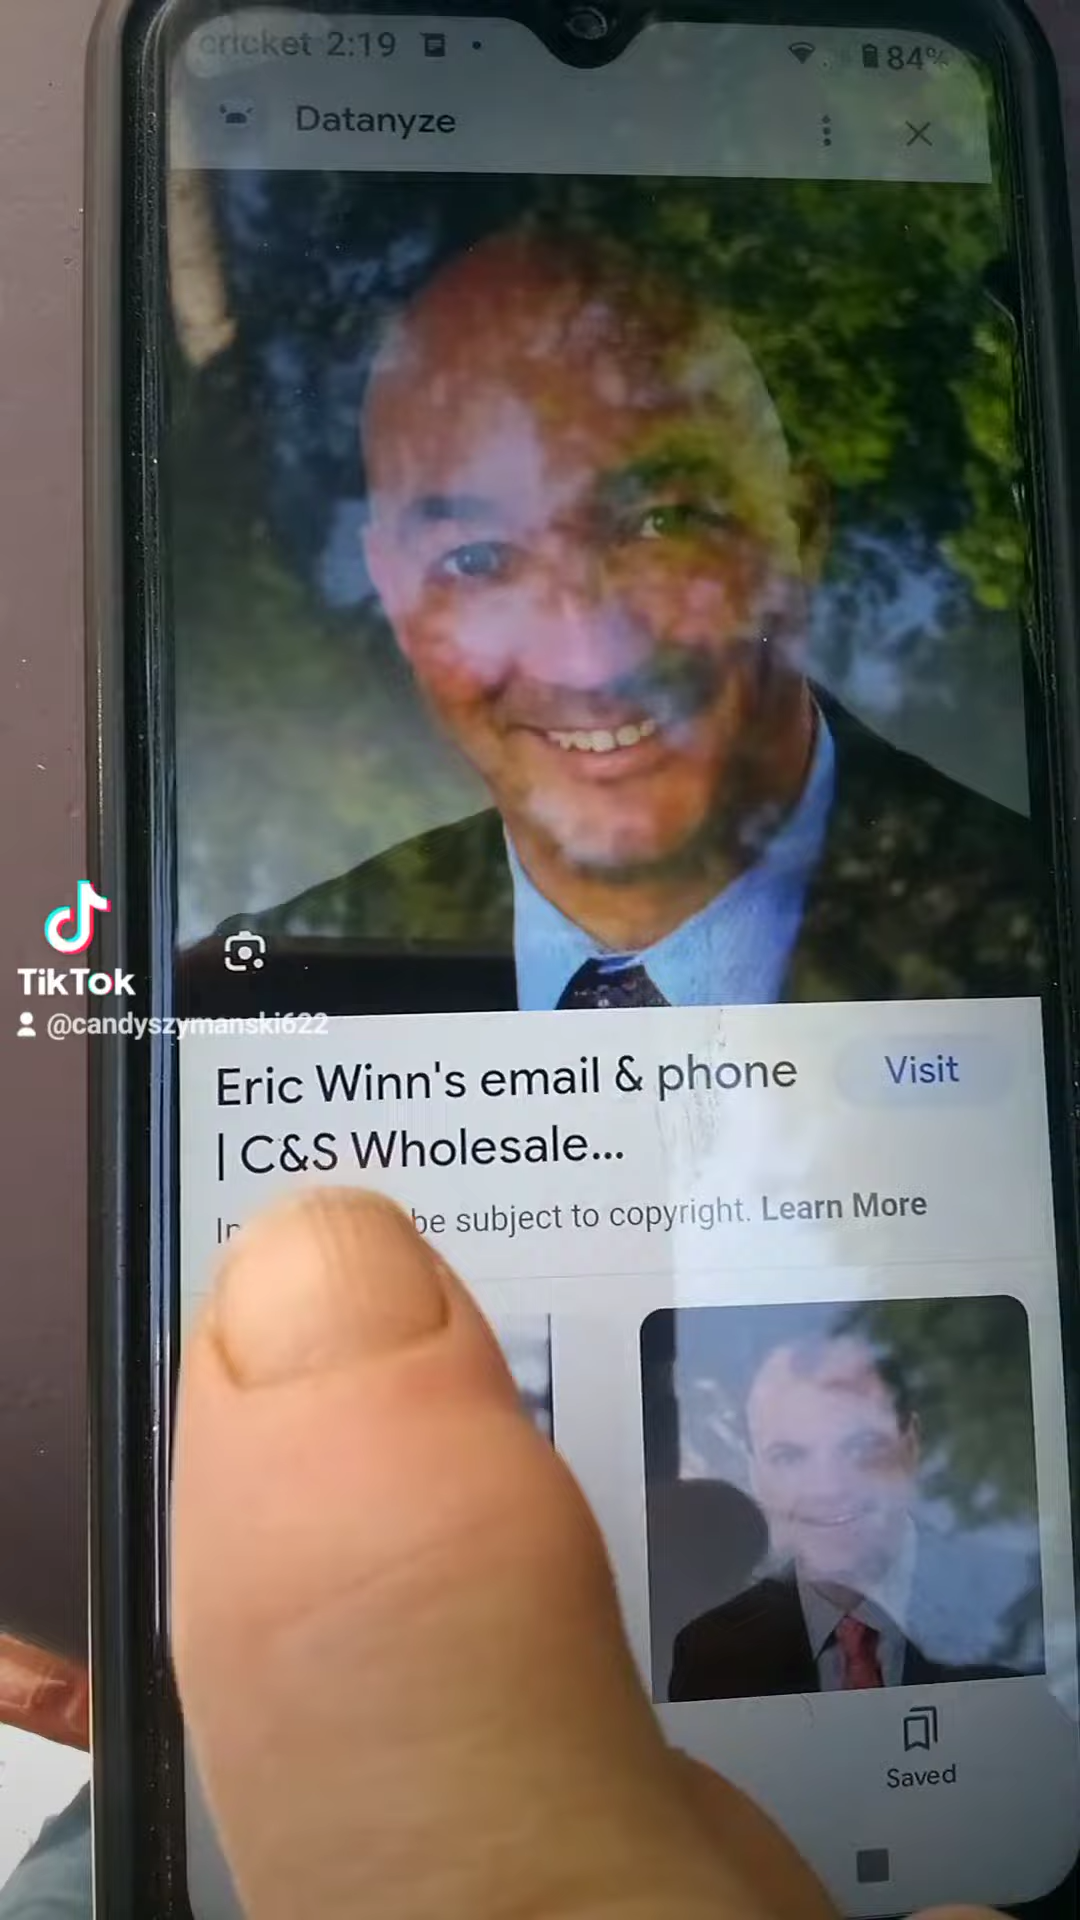 cricket 2:19
84%
Datanyze
TikTok
@candyszymanski622
Eric Winn's email & phone
Visit
| C&S Wholesale...
be subject to copyright. Learn More
Saved